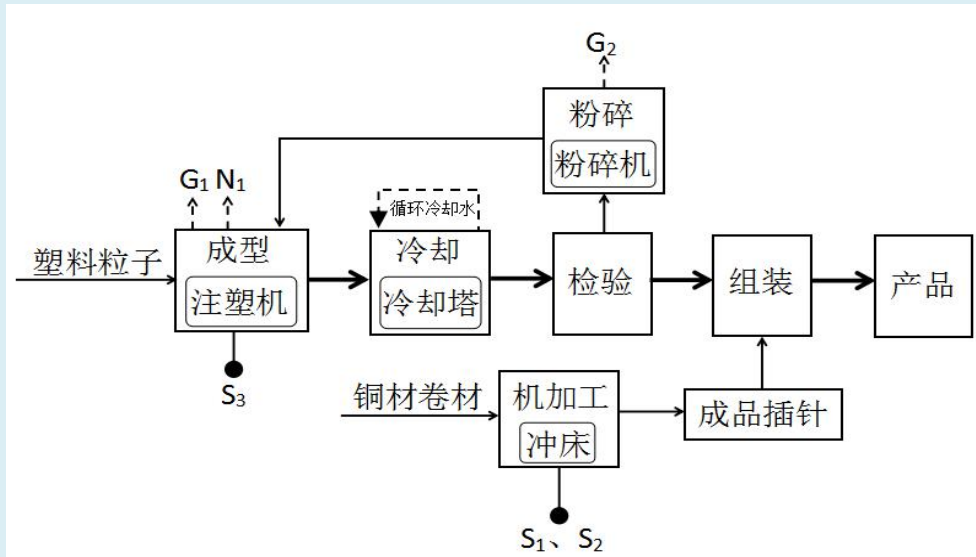 G₂
粉碎
粉碎机
G₁ N₁
循环冷却水
塑料粒子
成型
注塑机
冷却
冷却塔
检验
组装
产品
S₃
铜材卷材
机加工
冲床
成品插针
S₁、S₂